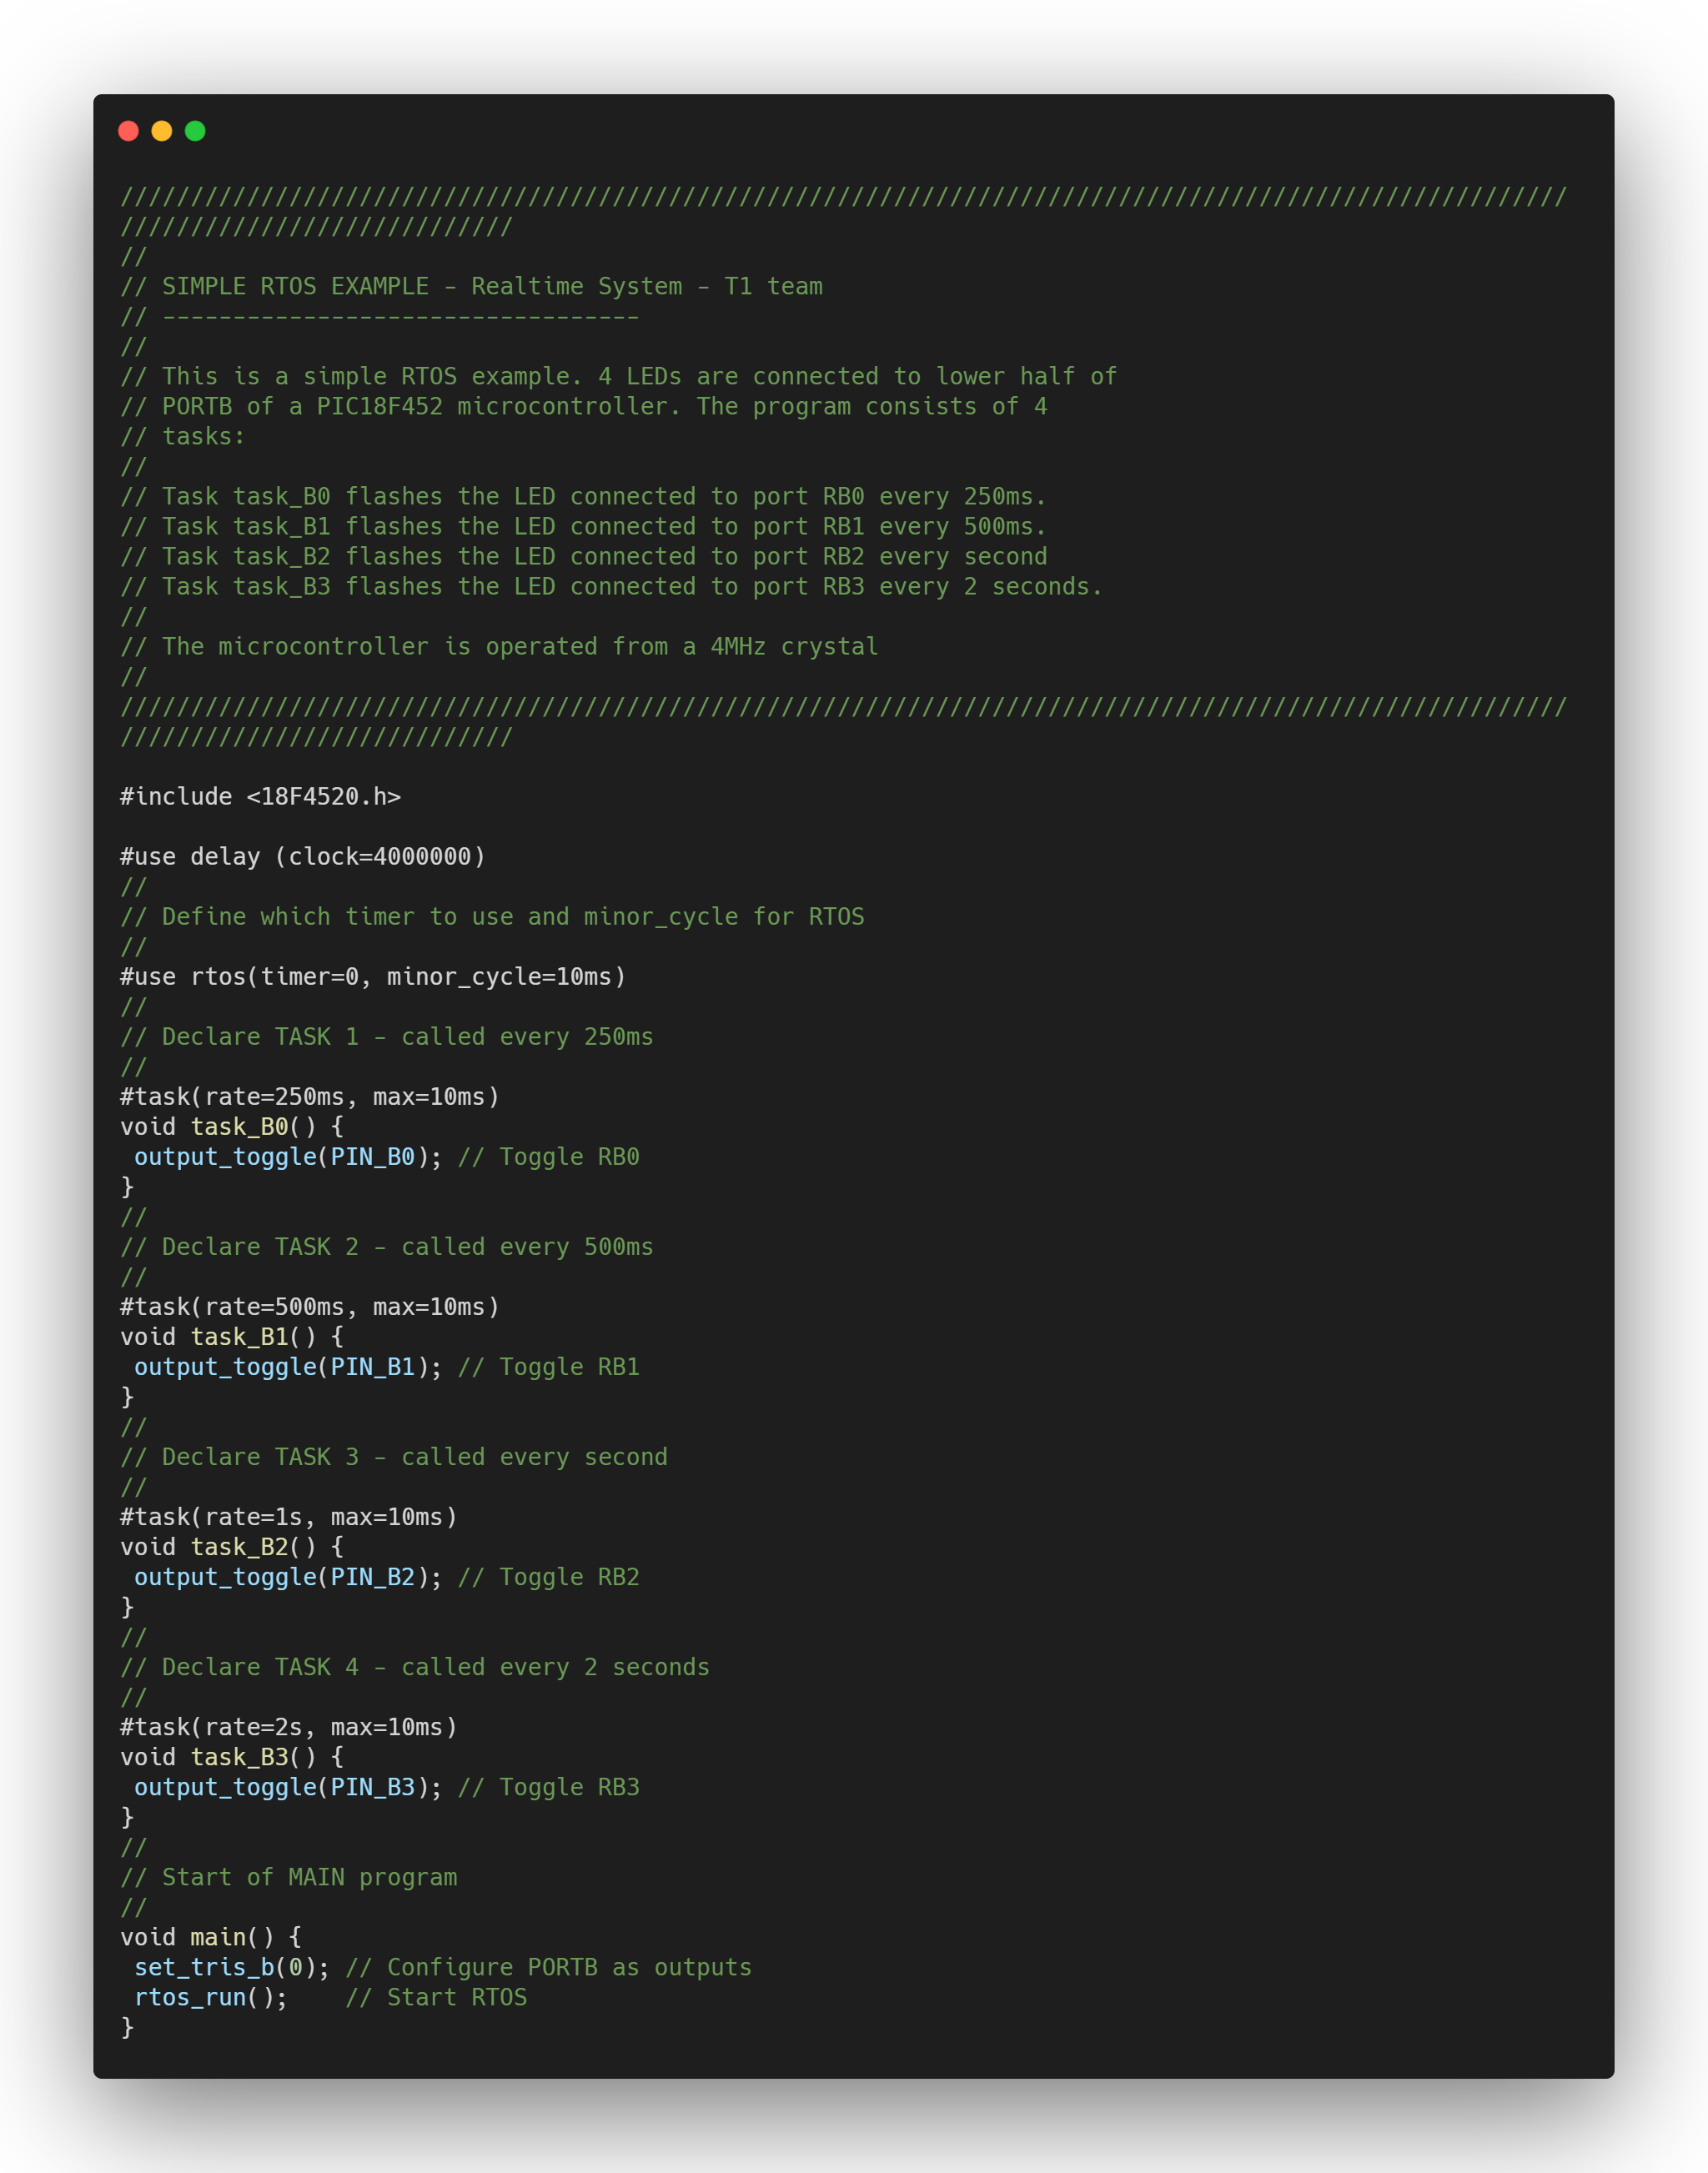 ///////////////////////////////////////////////////////////////////////////////////////////////////////
////////////////////////////
//
// SIMPLE RTOS EXAMPLE - Realtime System - T1 team
// ----------------------------------
//
// This is a simple RTOS example. 4 LEDs are connected to lower half of
// PORTB of a PIC18F452 microcontroller. The program consists of 4
// tasks:
//
// Task task_B0 flashes the LED connected to port RB0 every 250ms.
// Task task_B1 flashes the LED connected to port RB1 every 500ms.
// Task task_B2 flashes the LED connected to port RB2 every second
// Task task_B3 flashes the LED connected to port RB3 every 2 seconds.
//
// The microcontroller is operated from a 4MHz crystal
//
///////////////////////////////////////////////////////////////////////////////////////////////////////
////////////////////////////

#include <18F4520.h>

#use delay (clock=4000000)
//
// Define which timer to use and minor_cycle for RTOS
//
#use rtos(timer=0, minor_cycle=10ms)
//
// Declare TASK 1 - called every 250ms
//
#task(rate=250ms, max=10ms)
void task_B0() {
 output_toggle(PIN_B0); // Toggle RB0
}
//
// Declare TASK 2 - called every 500ms
//
#task(rate=500ms, max=10ms)
void task_B1() {
 output_toggle(PIN_B1); // Toggle RB1
}
//
// Declare TASK 3 - called every second
//
#task(rate=1s, max=10ms)
void task_B2() {
 output_toggle(PIN_B2); // Toggle RB2
}
//
// Declare TASK 4 - called every 2 seconds
//
#task(rate=2s, max=10ms)
void task_B3() {
 output_toggle(PIN_B3); // Toggle RB3
}
//
// Start of MAIN program
//
void main() {
 set_tris_b(0); // Configure PORTB as outputs
 rtos_run();    // Start RTOS
}